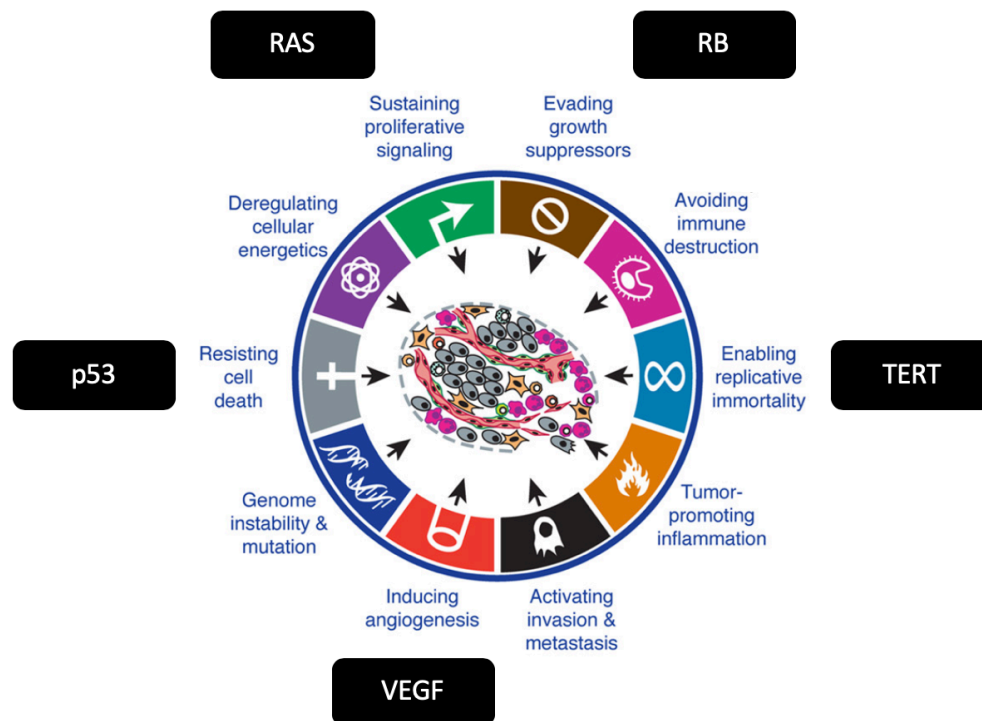 RAS
RB
Sustaining
proliferative
signaling
Evading
growth
suppressors
Deregulating
cellular
energetics
Avoiding
immune
destruction
p53
Resisting
cell
death
Enabling
replicative
immortality
TERT
Genome
instability &
mutation
Tumor-
promoting
inflammation
Inducing
angiogenesis
Activating
invasion &
metastasis
VEGF